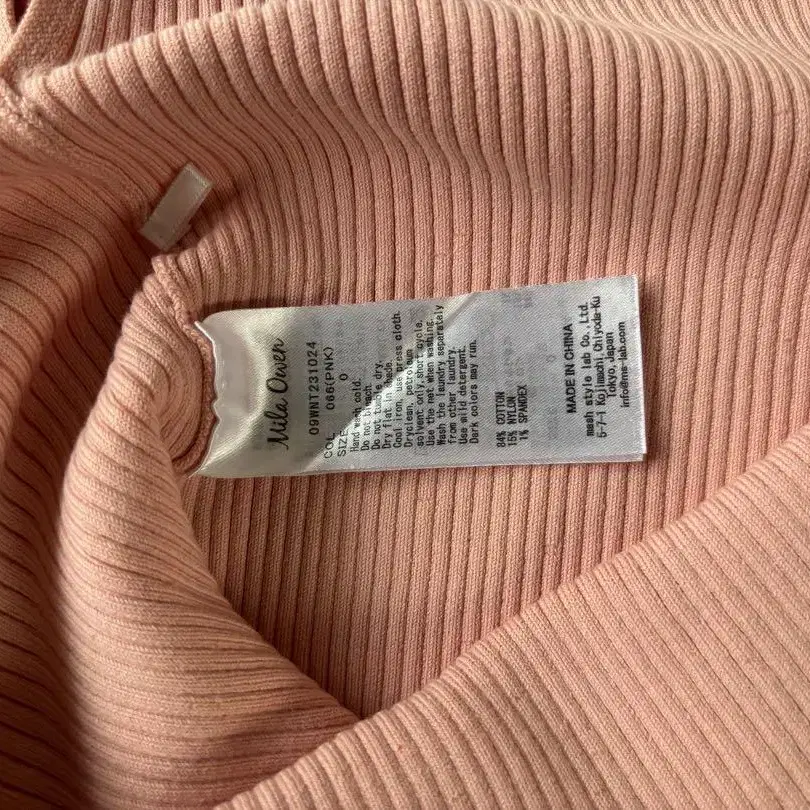 Mila Owen
09WNT231024
COL 066(PNK)
SIZE 0
Hand wash cold.
Do not bleach
Do not tumble dry.
Dry flat in shade
Cool iron, use press cloth.
Dryclean, petroleum
solvent only, short cycle.
Use the net when washing.
Wash the laundry separately
from other laundry.
Use mild detergent.
Dark colors may run.
84% COTTON
15% NYLON
1% SPANDEX
MADE IN CHINA
mash style lab Co.,Ltd.
5-7-1 Kojimachi, Chiyoda-Ku
Tokyo, Japan
info@ms-lab.com